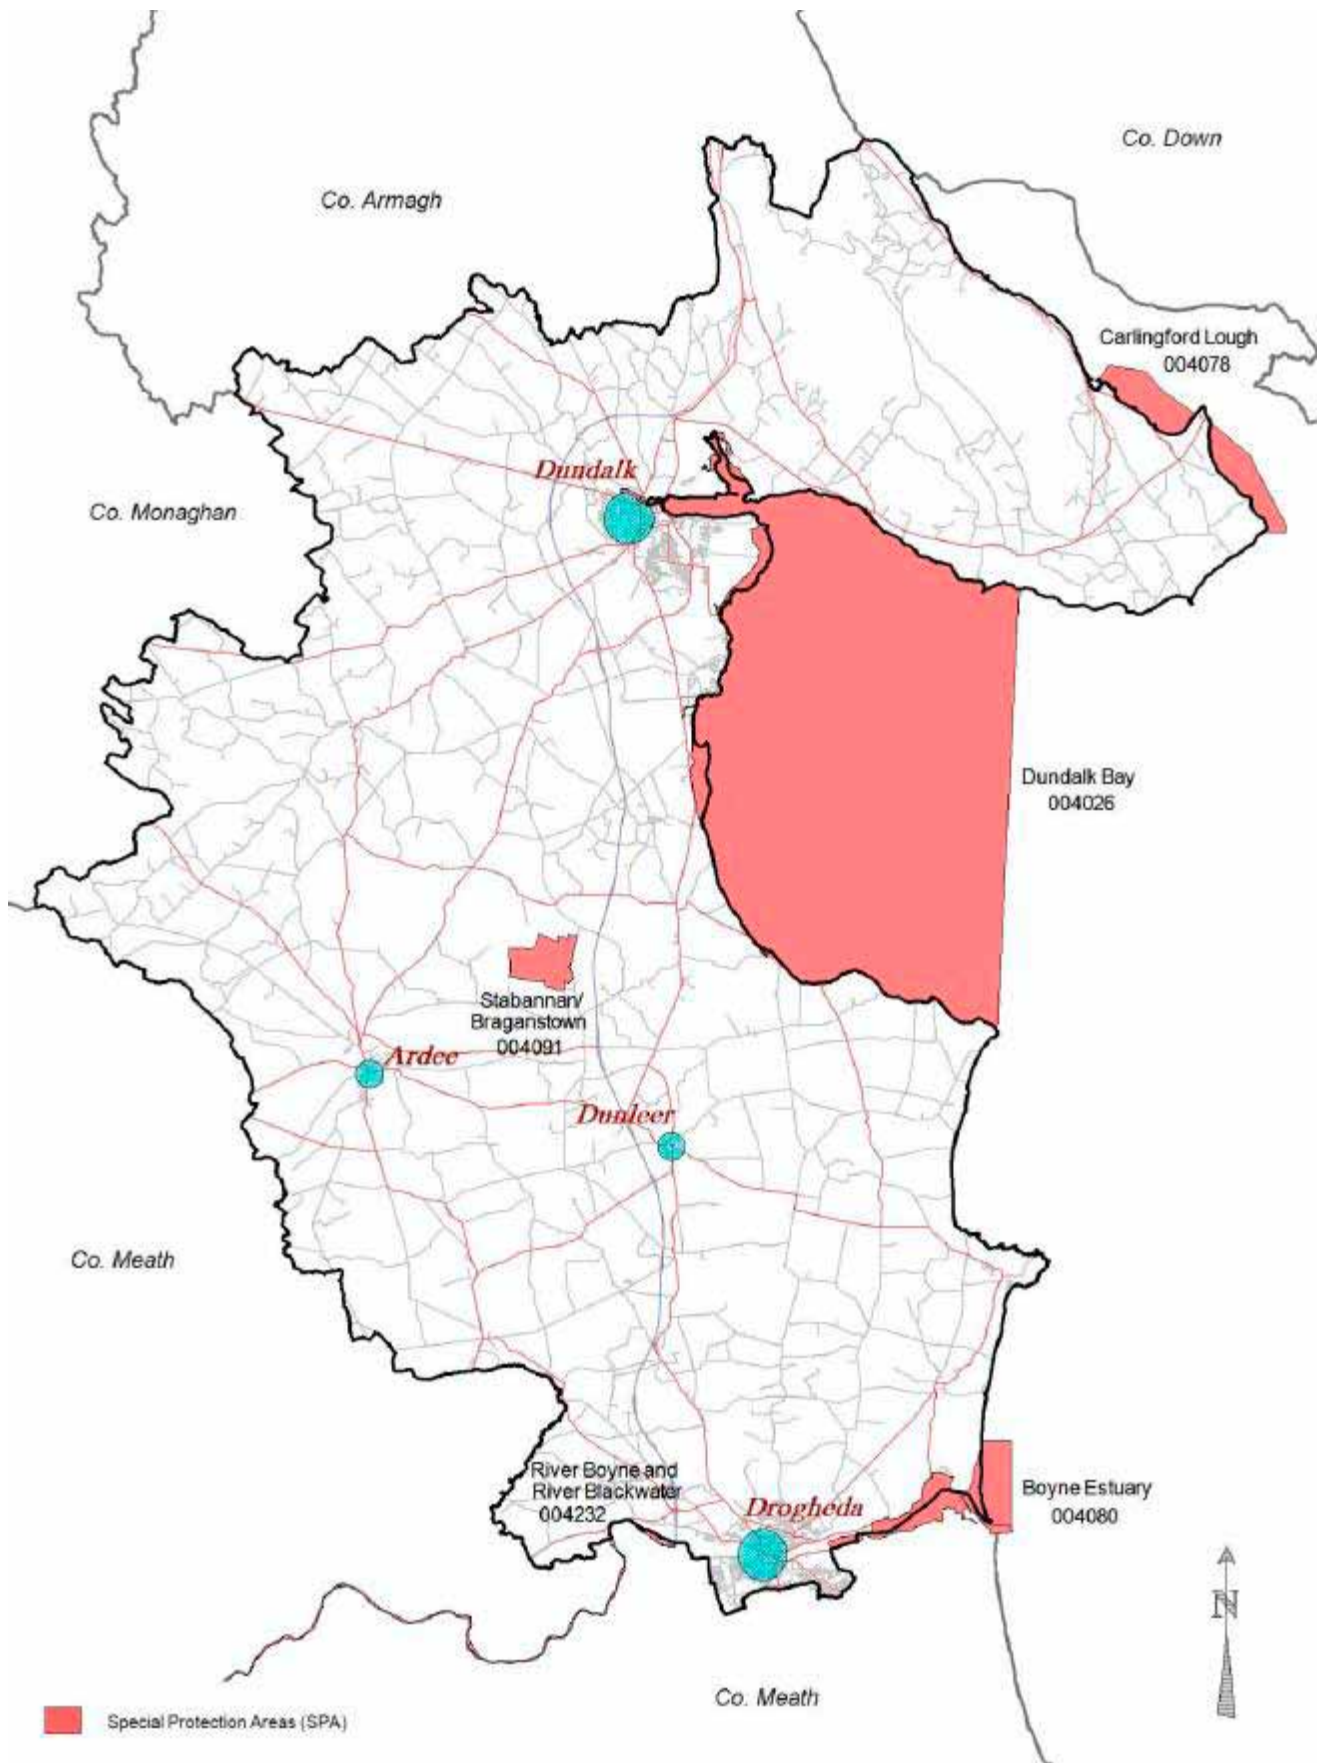 Co. Down
Co. Armagh
Carlingford Lough
004078
Dundalk
Co. Monaghan
Dundalk Bay
004026
Stabannan/
Braganstown
004091
Ardee
Dunleer
Co. Meath
River Boyne and
River Blackwater
004232
Drogheda
Boyne Estuary
004080
N
Co. Meath
Special Protection Areas (SPA)